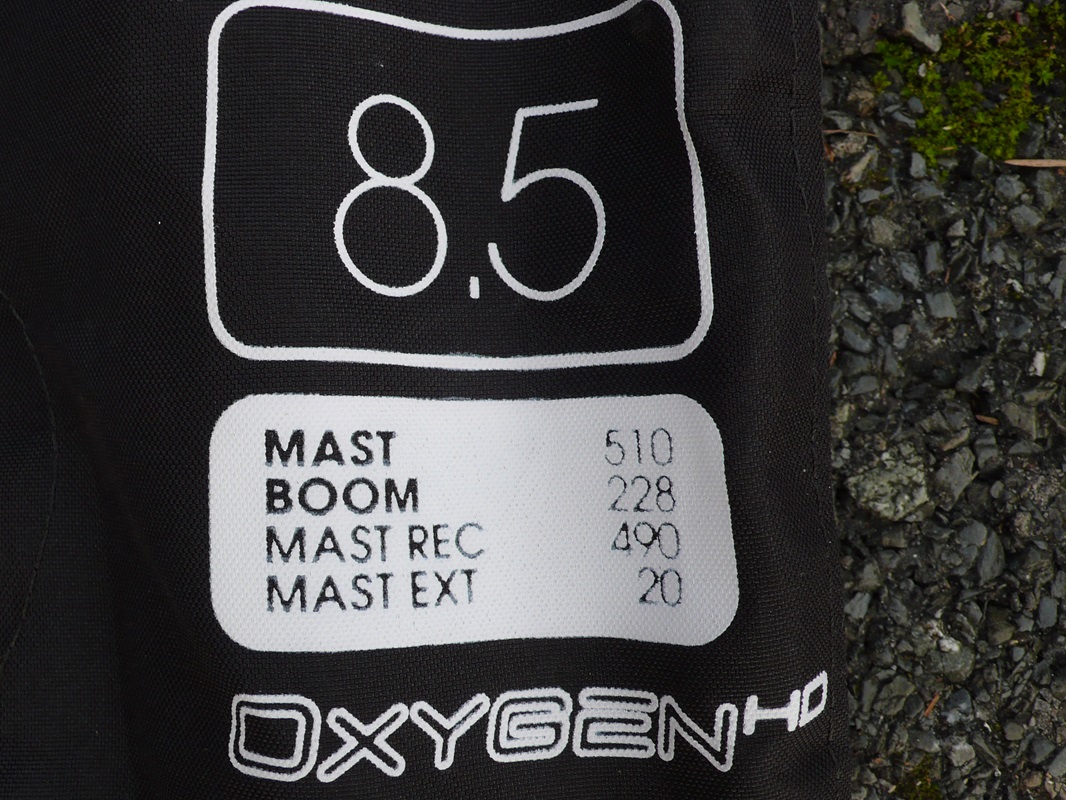 8.5
MAST 510
BOOM 228
MAST REC 490
MAST EXT 20
OXYGEN HD